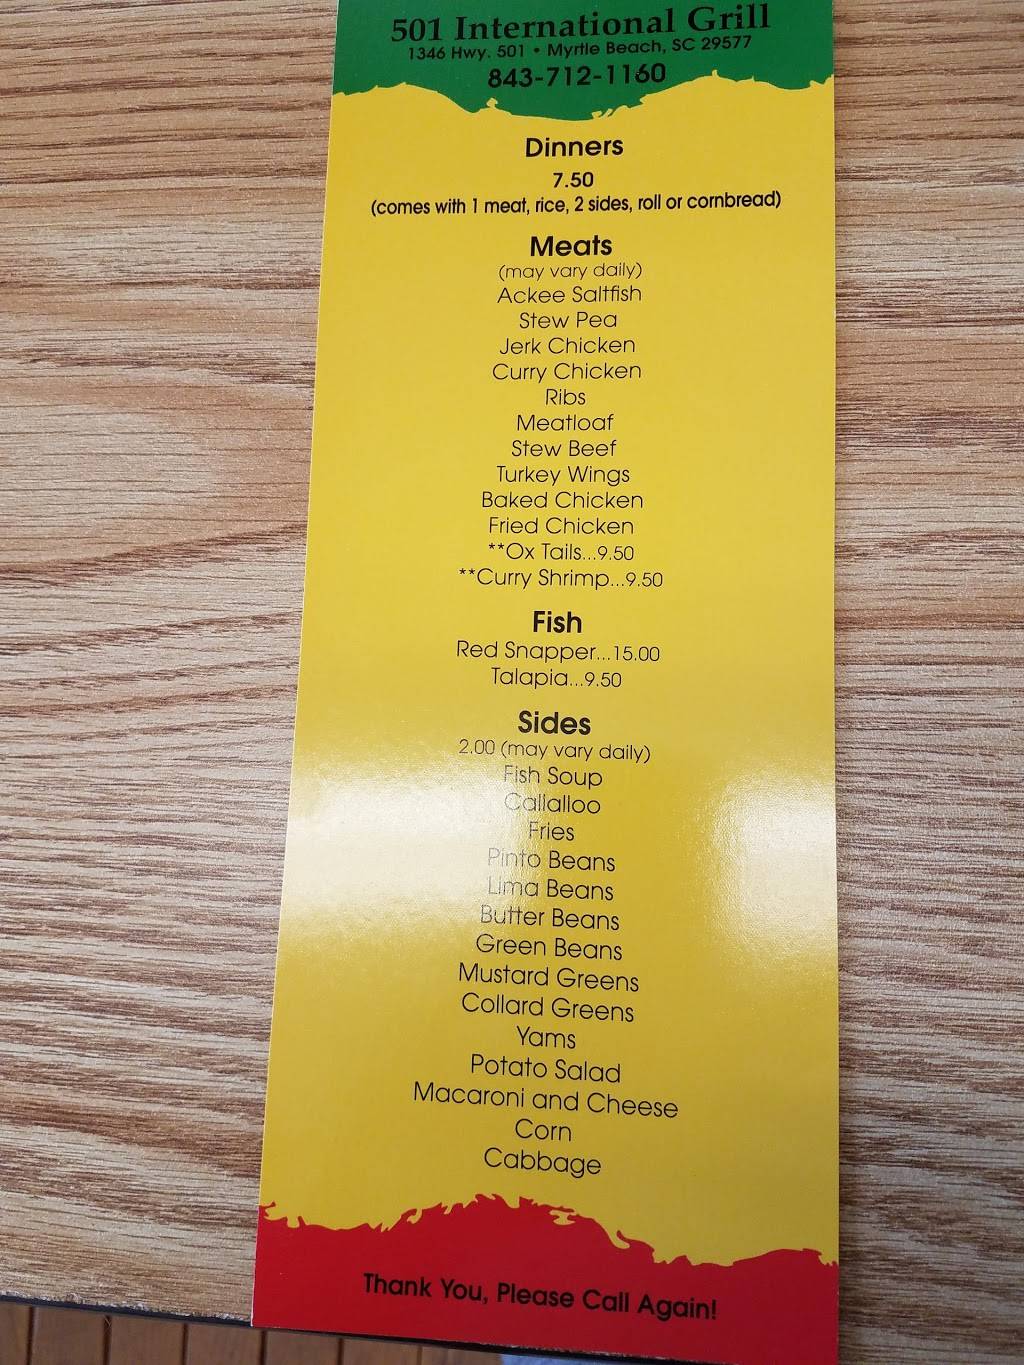 501 International Grill
1346 Hwy. 501 • Myrtle Beach, SC 29577
843-712-1160
Dinners
7.50
(comes with 1 meat, rice, 2 sides, roll or cornbread)
Meats
(may vary daily)
Ackee Saltfish
Stew Pea
Jerk Chicken
Curry Chicken
Ribs
Meatloaf
Stew Beef
Turkey Wings
Baked Chicken
Fried Chicken
**Ox Tails...9.50
**Curry Shrimp...9.50
Fish
Red Snapper...15.00
Talapia...9.50
Sides
2.00 (may vary daily)
Fish Soup
Callalloo
Fries
Pinto Beans
Lima Beans
Butter Beans
Green Beans
Mustard Greens
Collard Greens
Yams
Potato Salad
Macaroni and Cheese
Corn
Cabbage
Thank You, Please Call Again!